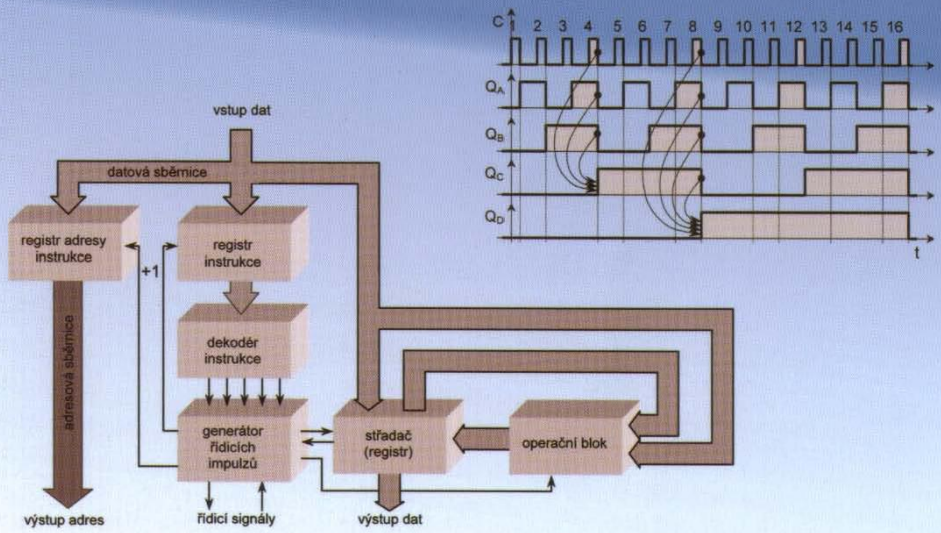 C 1 2 3 4 5 6 7 8 9 10 11 12 13 14 15 16
QA
QB
QC
QD
t
vstup dat
datová sběrnice
registr adresy
instrukce
+1
registr
instrukce
dekodér
instrukce
adresová sběrnice
generátor
řídicích
impulzů
střadač
(registr)
operační blok
výstup adres
řídicí signály
výstup dat